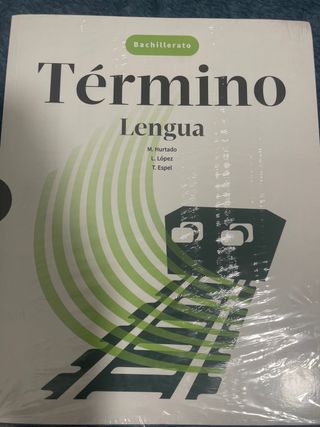 Bachillerato
Término
Lengua
M. Hurtado
L. López
T. Espel